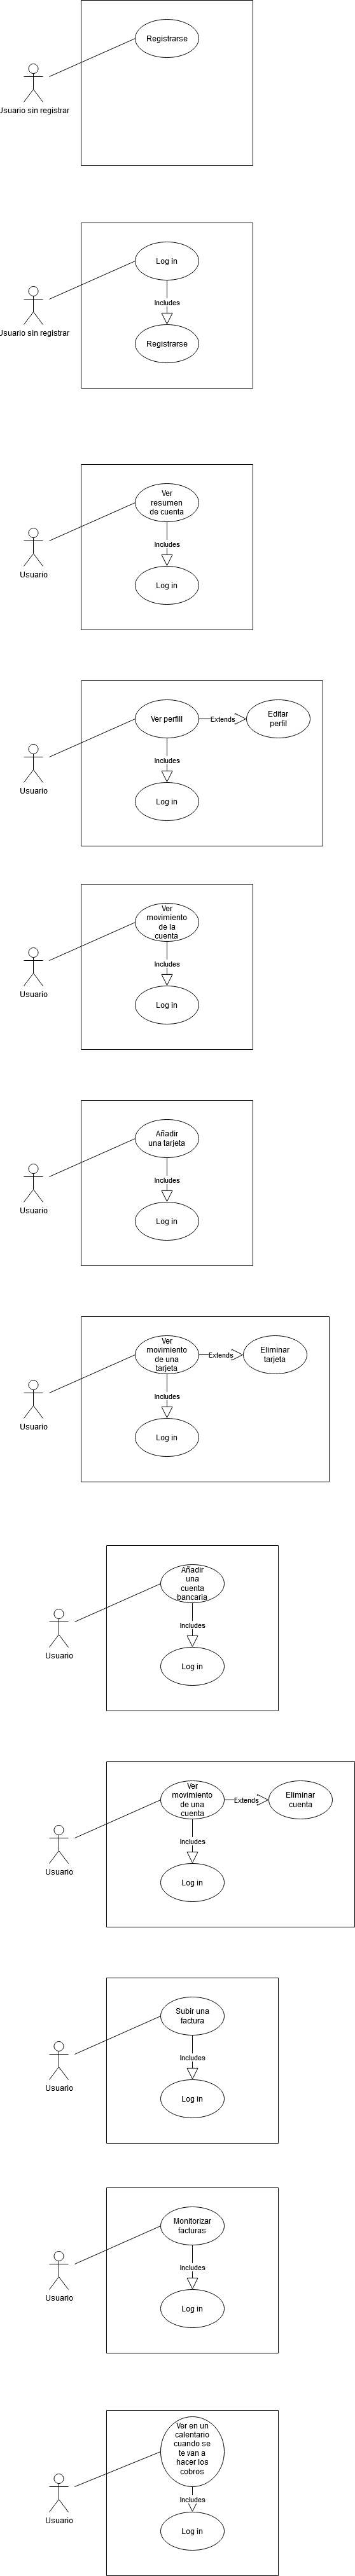 Registrarse
Usuario sin registrar
Log in
Includes
Usuario sin registrar
Registrarse
Ver
resumen
de cuenta
Includes
Usuario
Log in
Ver perfill
Extends
Editar
perfil
Includes
Usuario
Log in
Ver
movimiento
de la
cuenta
Includes
Usuario
Log in
Añadir
una tarjeta
Includes
Usuario
Log in
Ver
movimiento
de una
tarjeta
Extends
Eliminar
tarjeta
Includes
Usuario
Log in
Añadir
una
cuenta
bancaria
Includes
Usuario
Log in
Ver
movimiento
de una
cuenta
Extends
Eliminar
cuenta
Includes
Usuario
Log in
Subir una
factura
Includes
Usuario
Log in
Monitorizar
facturas
Includes
Usuario
Log in
Ver en un
calentario
cuando se
te van a
hacer los
cobros
Includes
Usuario
Log in